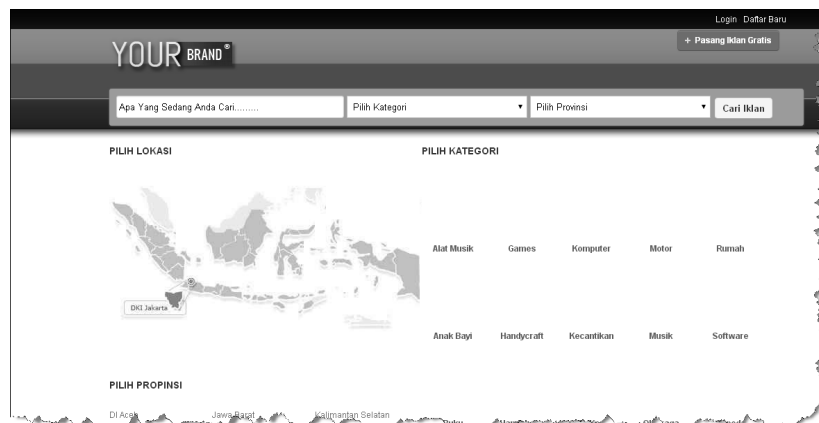 Login Daftar Baru
+ Pasang Iklan Gratis
YOUR BRAND®
Apa Yang Sedang Anda Cari......... Pilih Kategori Pilih Provinsi Cari Iklan
PILIH LOKASI PILIH KATEGORI
Alat Musik Games Komputer Motor Rumah
DKI Jakarta
Anak Bayi Handycraft Kecantikan Musik Software
PILIH PROPINSI
DI Aceh Jawa Barat Kalimantan Selatan